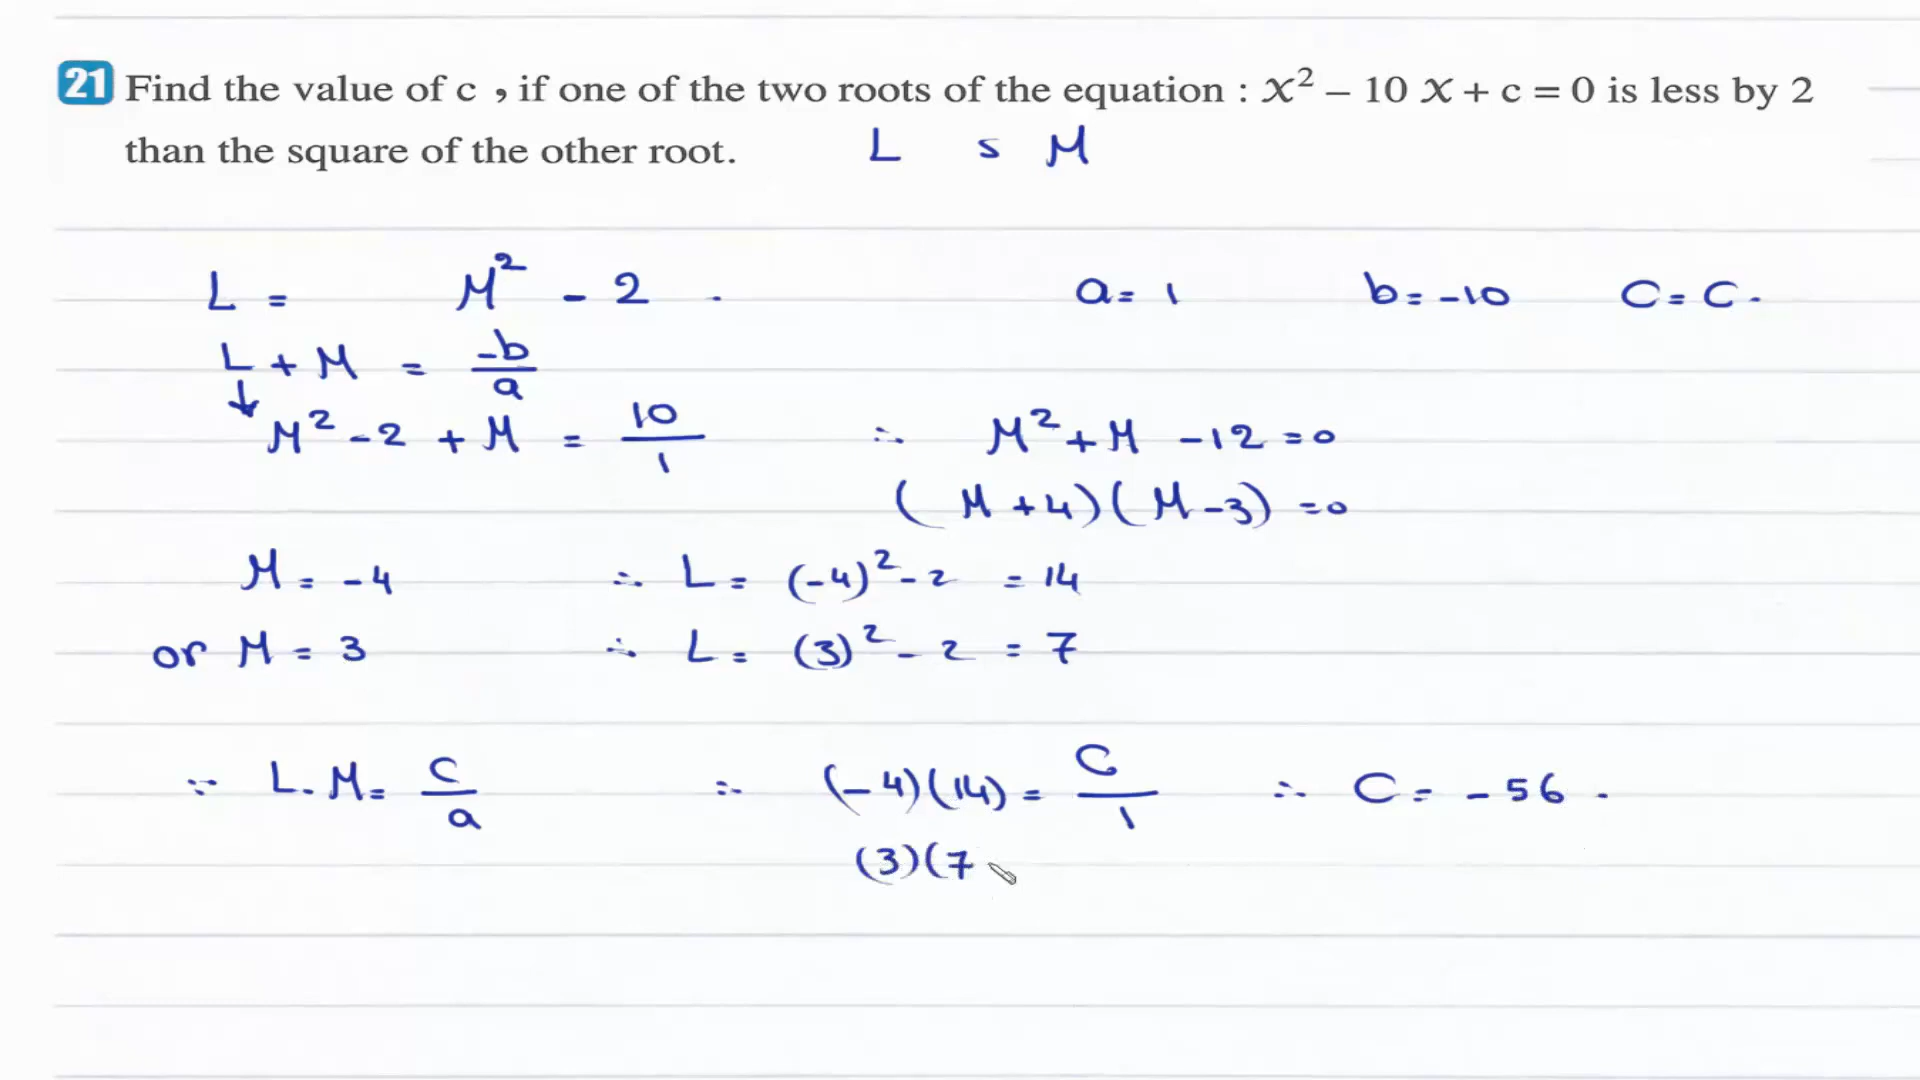 21 Find the value of c , if one of the two roots of the equation : x² – 10 x + c = 0 is less by 2
than the square of the other root. L , M
L = M² - 2 . a = 1 b = -10 C = C .
L + M = -b/a
M² - 2 + M = 10/1 ∴ M² + M - 12 = 0
(M + 4)(M - 3) = 0
M = -4 ∴ L = (-4)² - 2 = 14
or M = 3 ∴ L = (3)² - 2 = 7
∵ L . M = c/a ∴ (-4)(14) = C/1 ∴ C = -56 .
(3)(7